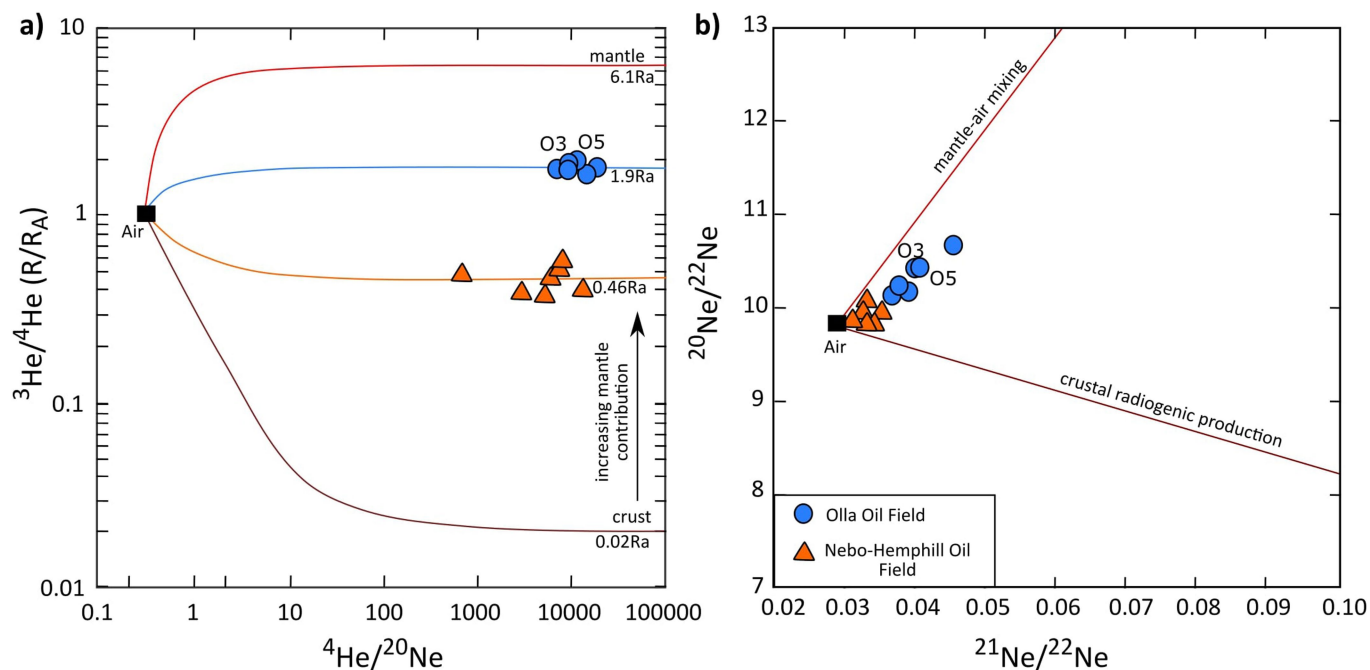 a)
10
1
0.1
0.01
³He/⁴He (R/R_A)
mantle
6.1Ra
O3 O5
1.9Ra
Air
0.46Ra
increasing mantle
contribution
crust
0.02Ra
0.1 1 10 100 1000 10000 100000
⁴He/²⁰Ne
b)
13
12
11
10
9
8
7
²⁰Ne/²²Ne
mantle-air mixing
O3
O5
Air
crustal radiogenic production
Olla Oil Field
Nebo-Hemphill Oil
Field
0.02 0.03 0.04 0.05 0.06 0.07 0.08 0.09 0.10
²¹Ne/²²Ne